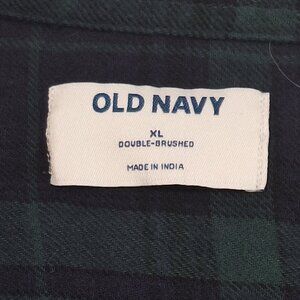 OLD NAVY
XL
DOUBLE-BRUSHED
MADE IN INDIA